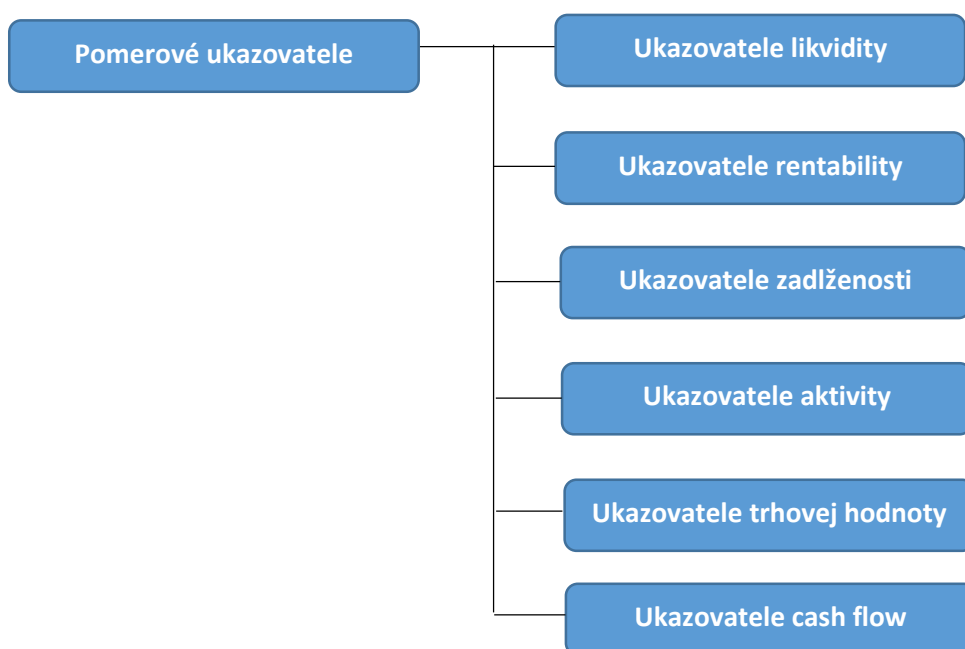 Pomerové ukazovatele
Ukazovatele likvidity
Ukazovatele rentability
Ukazovatele zadlženosti
Ukazovatele aktivity
Ukazovatele trhovej hodnoty
Ukazovatele cash flow